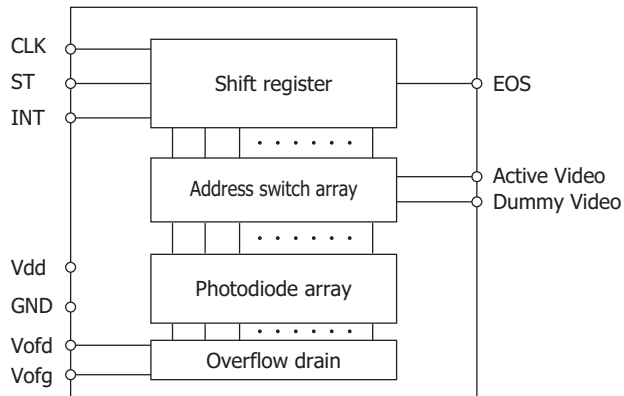 CLK
ST
INT
Shift register
EOS
Address switch array
Active Video
Dummy Video
Vdd
GND
Photodiode array
Vofd
Vofg
Overflow drain